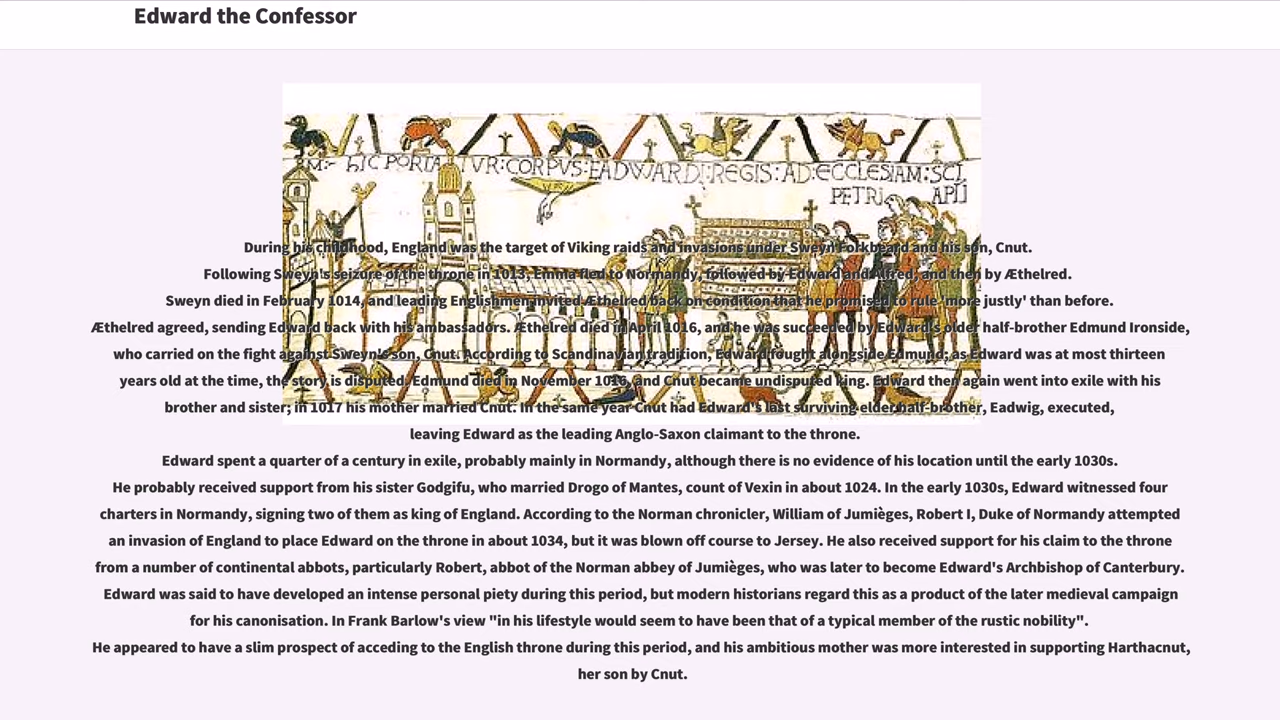 Edward the Confessor
HIC PORTATVR:CORPVS:EADWARDI:REGIS:AD:ECCLESIAM:SCI
PETRI APLI
During his childhood, England was the target of Viking raids and invasions under Sweyn Forkbeard and his son, Cnut.
Following Sweyn's seizure of the throne in 1013, Emma fled to Normandy, followed by Edward and Alfred, and then by Æthelred.
Sweyn died in February 1014, and leading Englishmen invited Æthelred back on condition that he promised to rule 'more justly' than before.
Æthelred agreed, sending Edward back with his ambassadors. Æthelred died in April 1016, and he was succeeded by Edward's older half-brother Edmund Ironside,
who carried on the fight against Sweyn's son, Cnut. According to Scandinavian tradition, Edward fought alongside Edmund; as Edward was at most thirteen
years old at the time, the story is disputed. Edmund died in November 1016, and Cnut became undisputed king. Edward then again went into exile with his
brother and sister; in 1017 his mother married Cnut. In the same year Cnut had Edward's last surviving elder half-brother, Eadwig, executed,
leaving Edward as the leading Anglo-Saxon claimant to the throne.
Edward spent a quarter of a century in exile, probably mainly in Normandy, although there is no evidence of his location until the early 1030s.
He probably received support from his sister Godgifu, who married Drogo of Mantes, count of Vexin in about 1024. In the early 1030s, Edward witnessed four
charters in Normandy, signing two of them as king of England. According to the Norman chronicler, William of Jumièges, Robert I, Duke of Normandy attempted
an invasion of England to place Edward on the throne in about 1034, but it was blown off course to Jersey. He also received support for his claim to the throne
from a number of continental abbots, particularly Robert, abbot of the Norman abbey of Jumièges, who was later to become Edward's Archbishop of Canterbury.
Edward was said to have developed an intense personal piety during this period, but modern historians regard this as a product of the later medieval campaign
for his canonisation. In Frank Barlow's view "in his lifestyle would seem to have been that of a typical member of the rustic nobility".
He appeared to have a slim prospect of acceding to the English throne during this period, and his ambitious mother was more interested in supporting Harthacnut,
her son by Cnut.